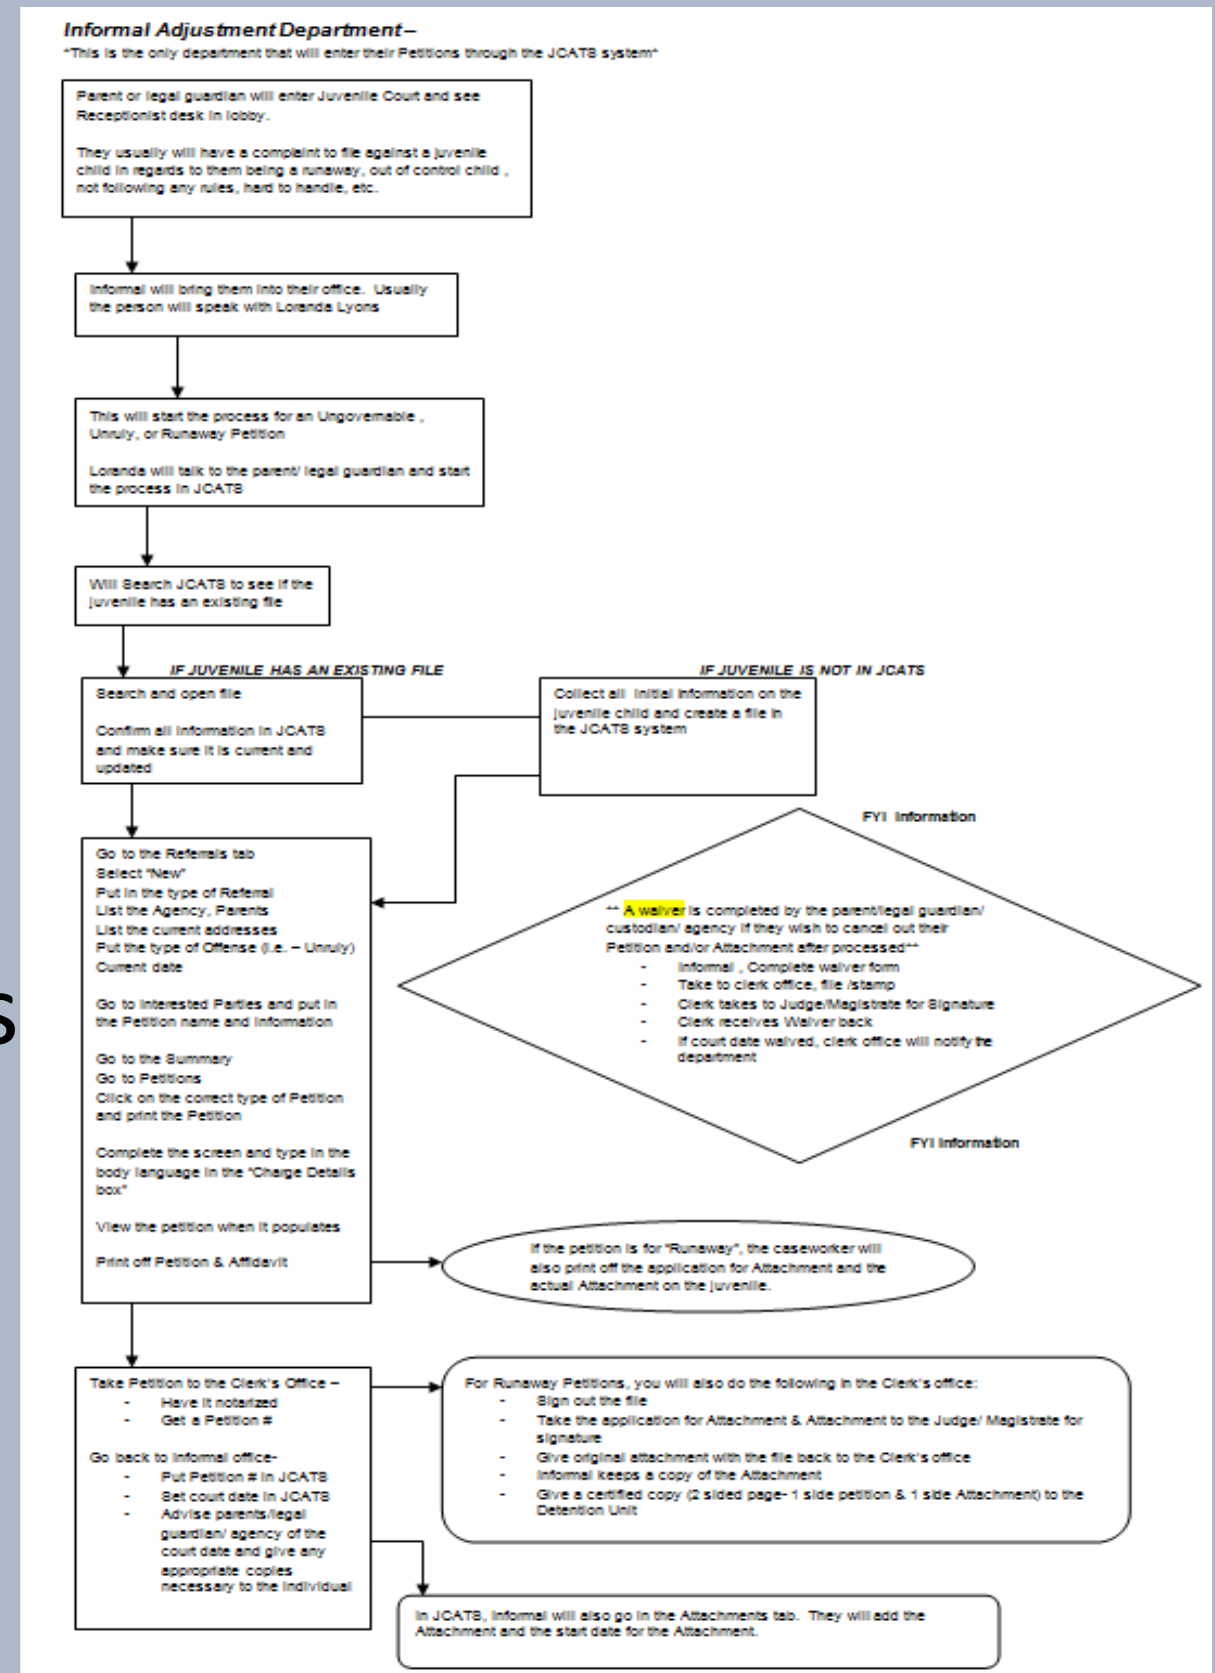 Informal Adjustment Department –
*This is the only department that will enter their Petitions through the JCATS system*
Parent or legal guardian will enter Juvenile Court and see
Receptionist desk in lobby.
They usually will have a complaint to file against a juvenile
child in regards to them being a runaway, out of control child ,
not following any rules, hard to handle, etc.
Informal will bring them into their office. Usually
the person will speak with Loranda Lyons
This will start the process for an Ungovernable ,
Unruly, or Runaway Petition
Loranda will talk to the parent/ legal guardian and start
the process in JCATS
Will Search JCATS to see if the
juvenile has an existing file
IF JUVENILE HAS AN EXISTING FILE
Search and open file
Confirm all information in JCATS
and make sure it is current and
updated
IF JUVENILE IS NOT IN JCATS
Collect all initial information on the
juvenile child and create a file in
the JCATS system
Go to the Referrals tab
Select "New"
Put in the type of Referral
List the Agency, Parents
List the current addresses
Put the type of Offense (i.e. – Unruly)
Current date
Go to Interested Parties and put in
the Petition name and information
Go to the Summary
Go to Petitions
Click on the correct type of Petition
and print the Petition
Complete the screen and type in the
body language in the "Charge Details
box"
View the petition when it populates
Print off Petition & Affidavit
FYI Information
** A waiver is completed by the parent/legal guardian/
custodian/ agency if they wish to cancel out their
Petition and/or Attachment after processed**
- Informal , Complete waiver form
- Take to clerk office, file /stamp
- Clerk takes to Judge/Magistrate for Signature
- Clerk receives Waiver back
- If court date waived, clerk office will notify the
department
FYI Information
S
If the petition is for "Runaway", the caseworker will
also print off the application for Attachment and the
actual Attachment on the juvenile.
Take Petition to the Clerk's Office –
- Have it notarized
- Get a Petition #
Go back to Informal office-
- Put Petition # in JCATS
- Set court date in JCATS
- Advise parents/legal
guardian/ agency of the
court date and give any
appropriate copies
necessary to the individual
For Runaway Petitions, you will also do the following in the Clerk's office:
- Sign out the file
- Take the application for Attachment & Attachment to the Judge/ Magistrate for
signature
- Give original attachment with the file back to the Clerk's office
- Informal keeps a copy of the Attachment
- Give a certified copy (2 sided page- 1 side petition & 1 side Attachment) to the
Detention Unit
In JCATS, Informal will also go in the Attachments tab. They will add the
Attachment and the start date for the Attachment.